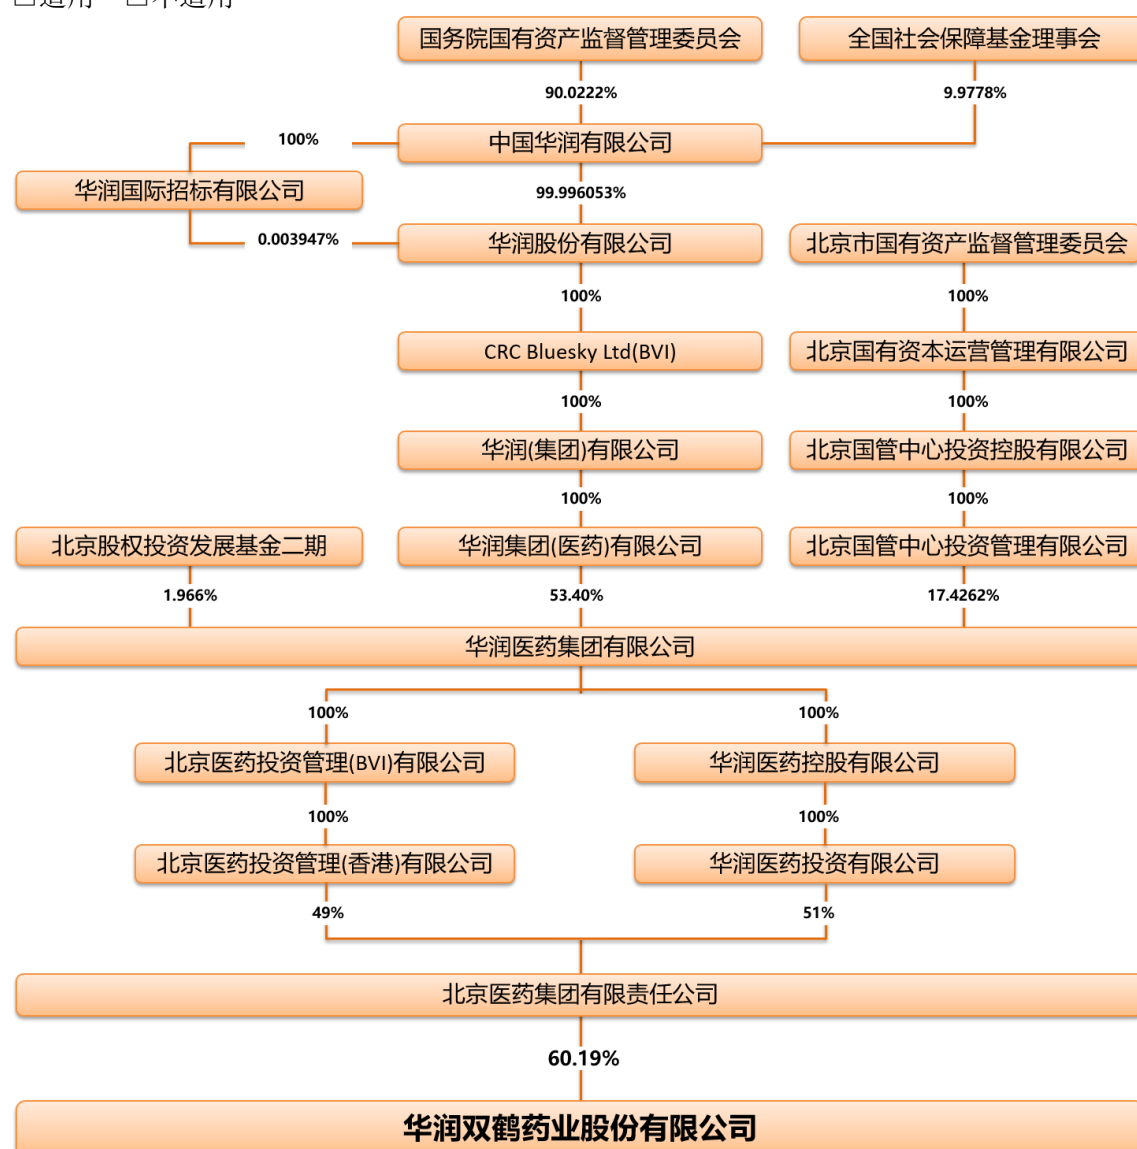 □适用 □不适用
国务院国有资产监督管理委员会
全国社会保障基金理事会
90.0222%
9.9778%
100%
中国华润有限公司
华润国际招标有限公司
99.996053%
0.003947%
华润股份有限公司
北京市国有资产监督管理委员会
100%
100%
CRC Bluesky Ltd(BVI)
北京国有资本运营管理有限公司
100%
100%
华润(集团)有限公司
北京国管中心投资控股有限公司
100%
100%
北京股权投资发展基金二期
华润集团(医药)有限公司
北京国管中心投资管理有限公司
1.966%
53.40%
17.4262%
华润医药集团有限公司
100%
100%
北京医药投资管理(BVI)有限公司
华润医药控股有限公司
100%
100%
北京医药投资管理(香港)有限公司
华润医药投资有限公司
49%
51%
北京医药集团有限责任公司
60.19%
华润双鹤药业股份有限公司